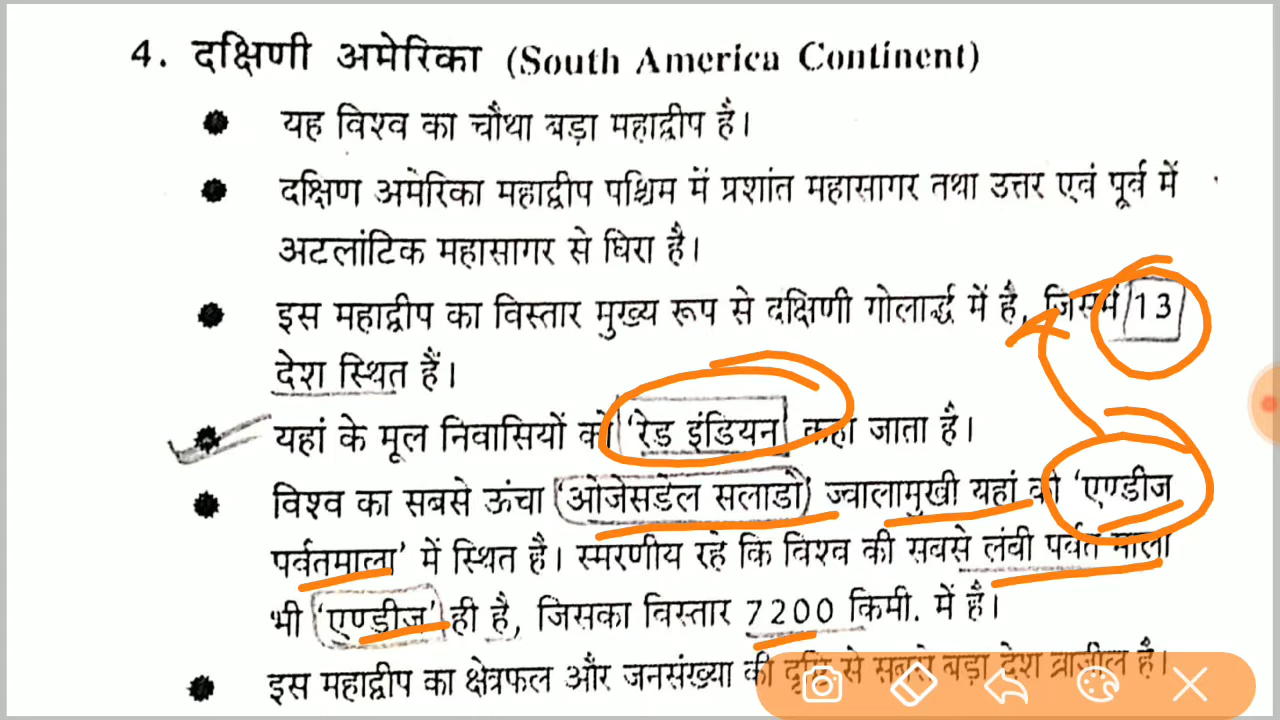 4. दक्षिणी अमेरिका (South America Continent)
यह विश्व का चौथा बड़ा महाद्वीप है।
दक्षिण अमेरिका महाद्वीप पश्चिम में प्रशांत महासागर तथा उत्तर एवं पूर्व में
अटलांटिक महासागर से घिरा है।
इस महाद्वीप का विस्तार मुख्य रूप से दक्षिणी गोलार्द्ध में है, जिसमें 13
देश स्थित हैं।
यहां के मूल निवासियों को 'रेड इंडियन' कहा जाता है।
विश्व का सबसे ऊंचा 'ओजेसडेल सलाडो' ज्वालामुखी यहां की 'एण्डीज
पर्वतमाला' में स्थित है। स्मरणीय रहे कि विश्व की सबसे लंबी पर्वत माला
भी 'एण्डीज' ही है, जिसका विस्तार 7200 किमी. में है।
इस महाद्वीप का क्षेत्रफल और जनसंख्या की दृष्टि से सबसे बड़ा देश ब्राजील है।